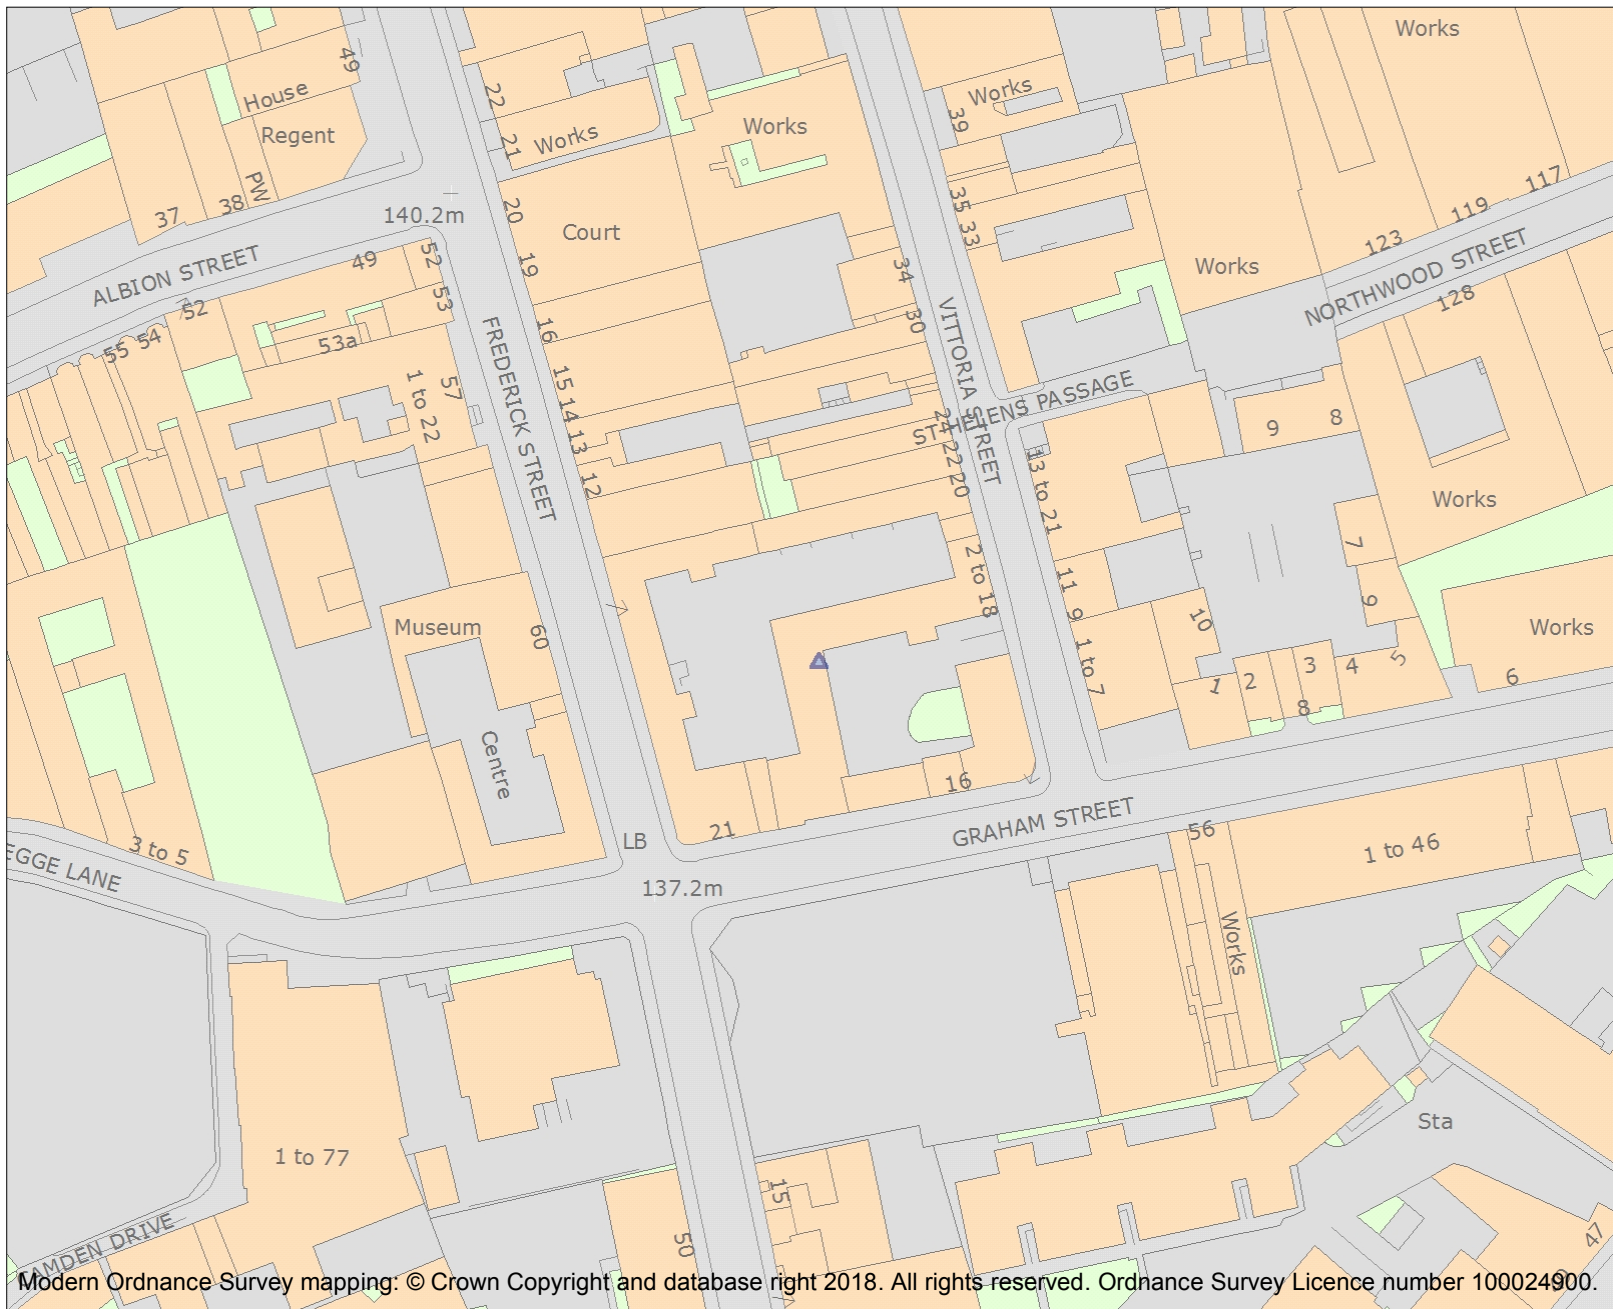 Works
49
House
Regent
PW
37
38
22
21
Works
Works
39
Works
117
119
123
140.2m
20
Court
19
35
33
34
Works
NORTHWOOD STREET
128
ALBION STREET
49
52
53
52
55
54
53a
1 to 22
57
FREDERICK STREET
16
15
14
13
12
30
VITTORIA STREET
ST HELENS PASSAGE
24
22
20
13 to 21
9
8
Works
7
6
2 to 18
11
9
1 to 7
10
Museum
60
Works
1
2
3
4
5
6
8
Centre
16
21
LB
GRAHAM STREET
56
1 to 46
3 to 5
EGGE LANE
137.2m
Works
Sta
1 to 77
15
50
47
CAMDEN DRIVE
Modern Ordnance Survey mapping: © Crown Copyright and database right 2018. All rights reserved. Ordnance Survey Licence number 100024900.